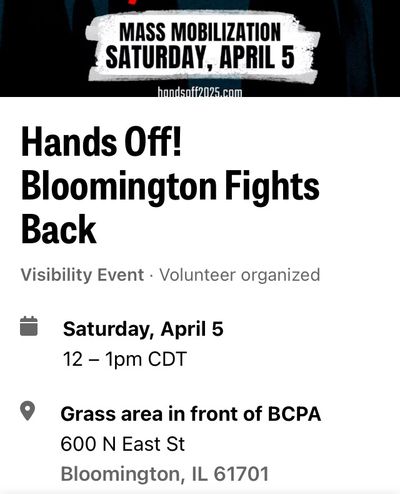 MASS MOBILIZATION
SATURDAY, APRIL 5
handsoff2025.com
Hands Off!
Bloomington Fights
Back
Visibility Event · Volunteer organized
Saturday, April 5
12 – 1pm CDT
Grass area in front of BCPA
600 N East St
Bloomington, IL 61701